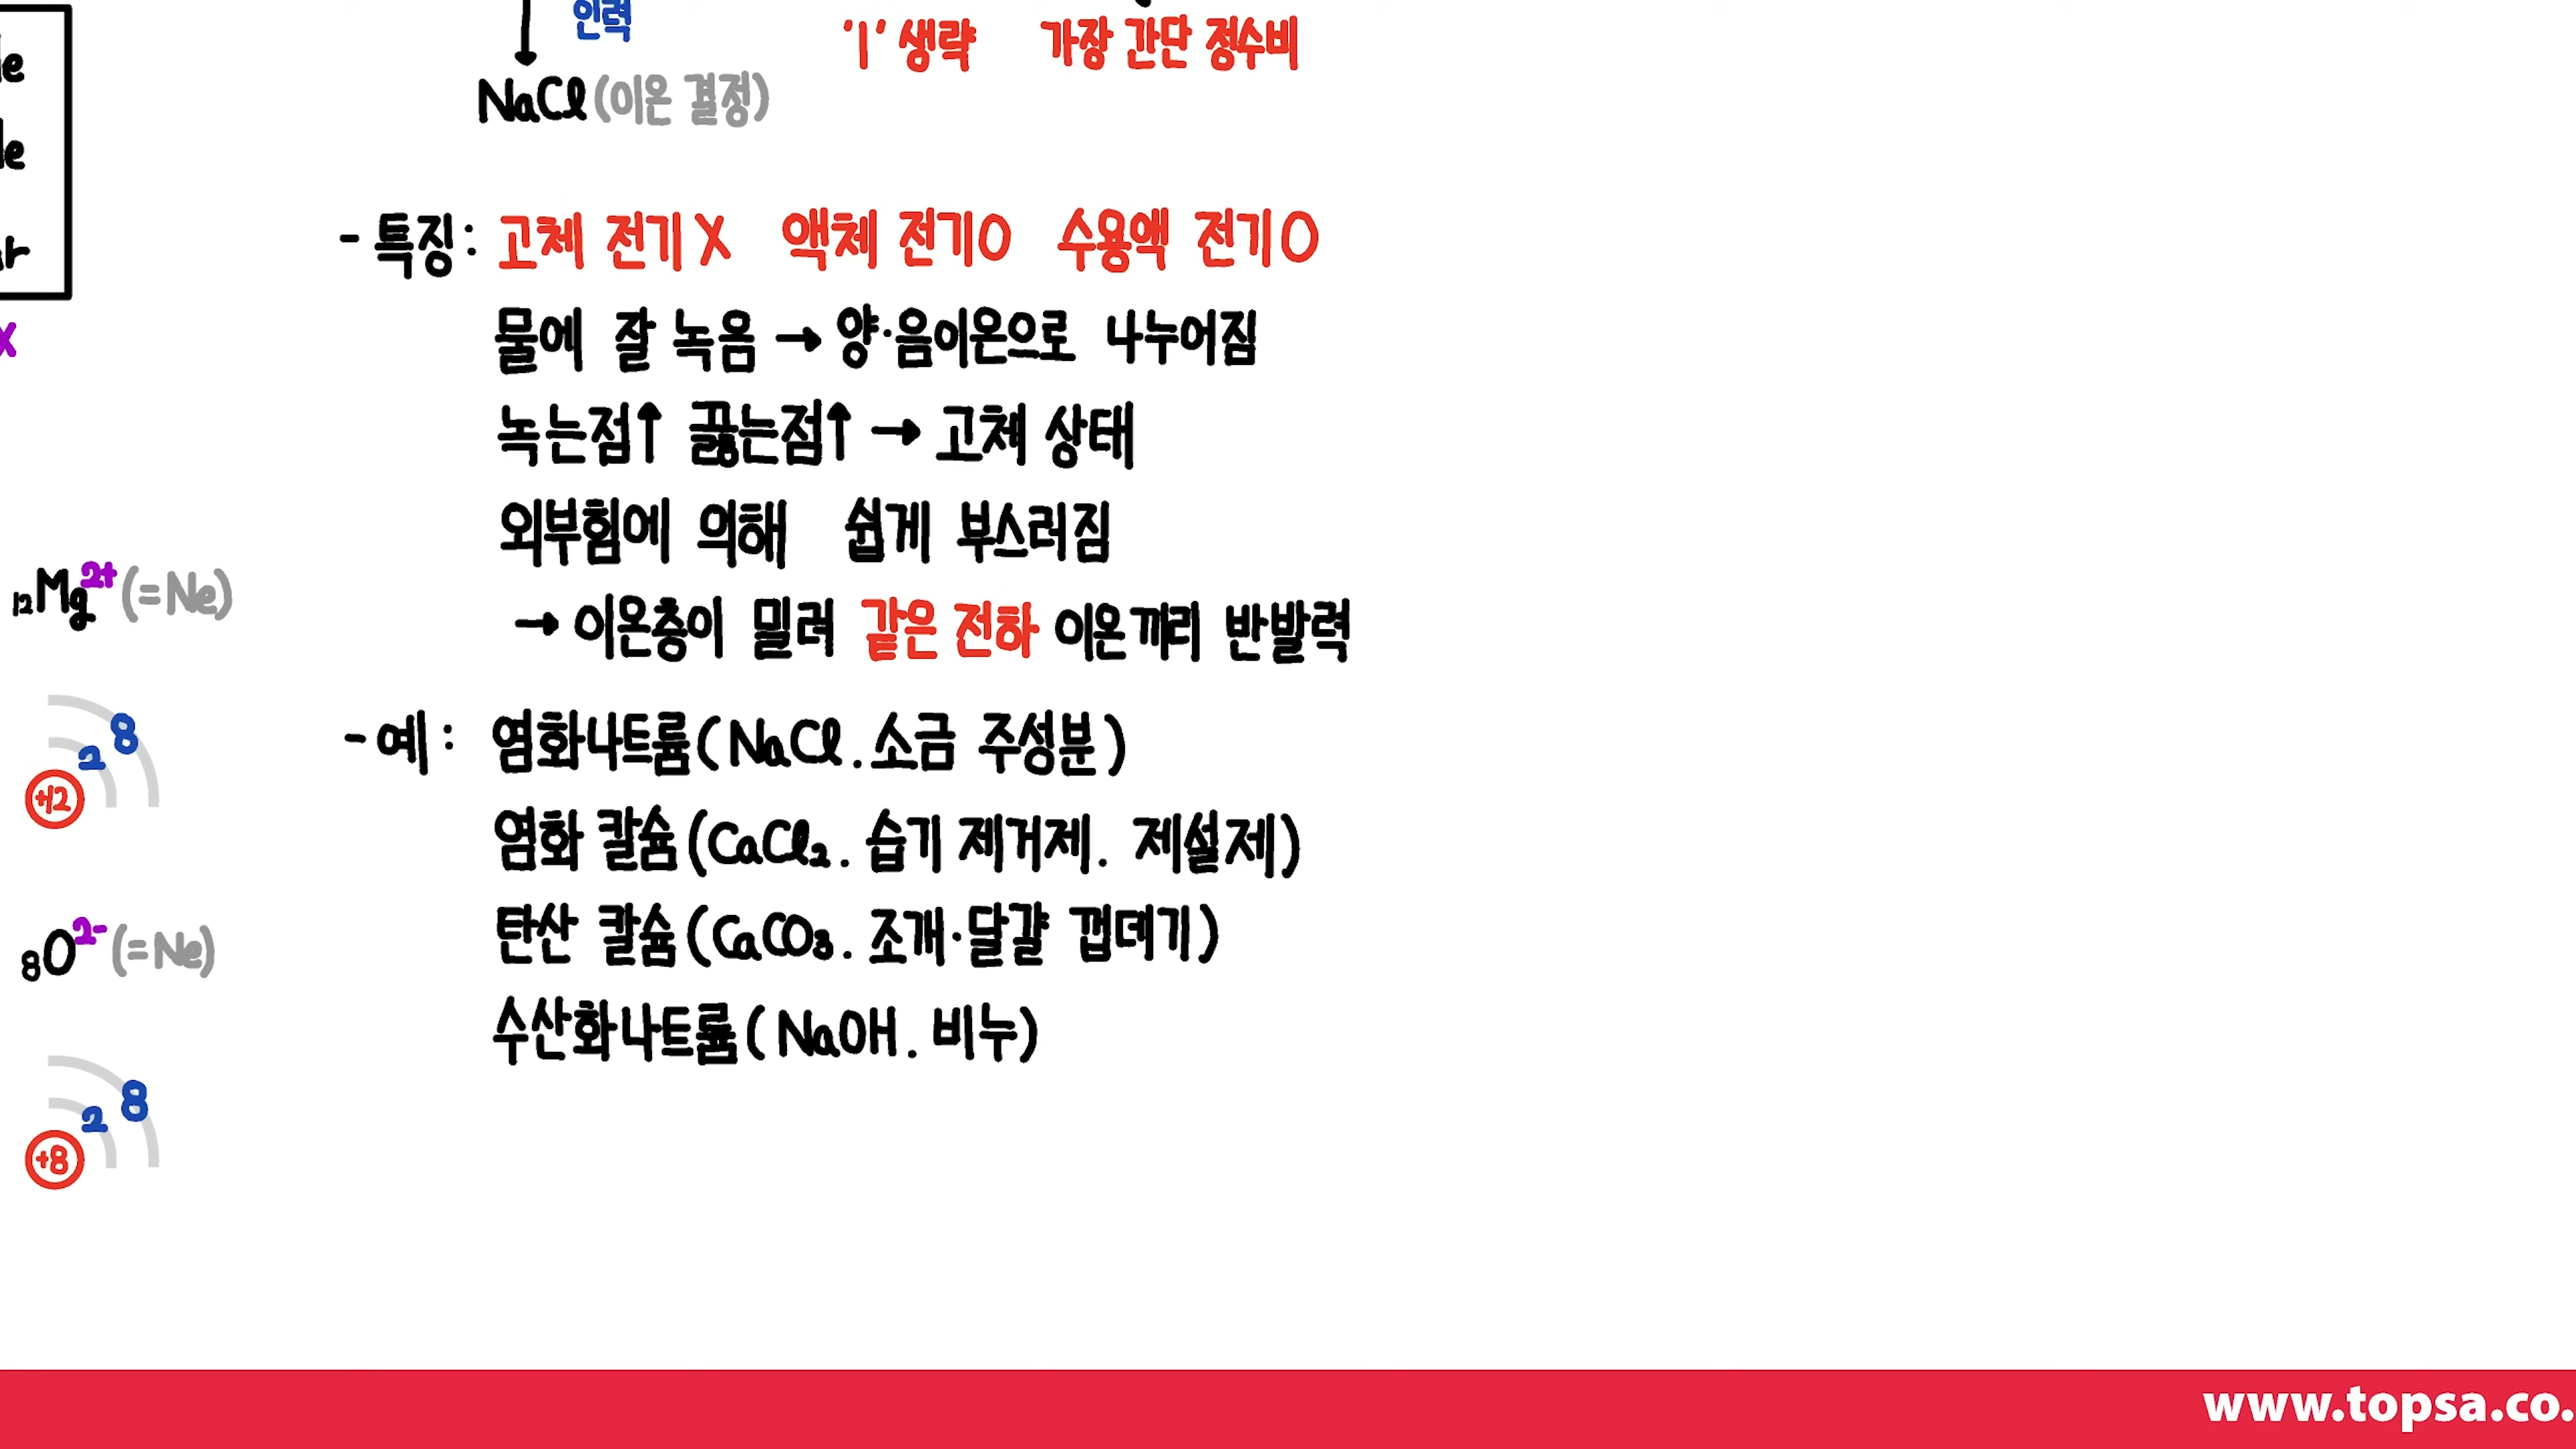 인력
'1' 생략 가장 간단 정수비
NaCl (이온 결정)
- 특징: 고체 전기 X 액체 전기 O 수용액 전기 O
물에 잘 녹음 → 양·음이온으로 나누어짐
녹는점↑ 끓는점↑ → 고체 상태
외부힘에 의해 쉽게 부스러짐
→ 이온층이 밀려 같은 전하 이온끼리 반발력
- 예: 염화나트륨(NaCl. 소금 주성분)
염화 칼슘(CaCl₂. 습기 제거제. 제설제)
탄산 칼슘(CaCO₃. 조개·달걀 껍데기)
수산화나트륨(NaOH. 비누)
x
₁₂Mg²⁺ (=Ne)
+12 2 8
₈O²⁻ (=Ne)
+8 2 8
www.topsa.co.